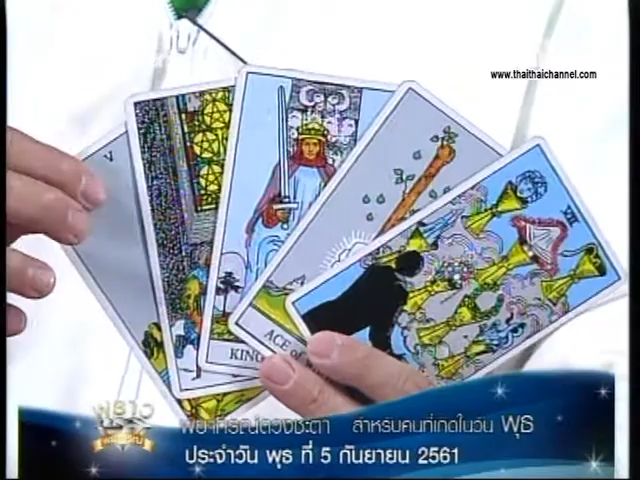 www.thaithaichannel.com
V
KING
ACE of
VII
พยากรณ์ดวงชะตา สำหรับคนที่เกิดในวัน พุธ
ประจำวัน พุธ ที่ 5 กันยายน 2561